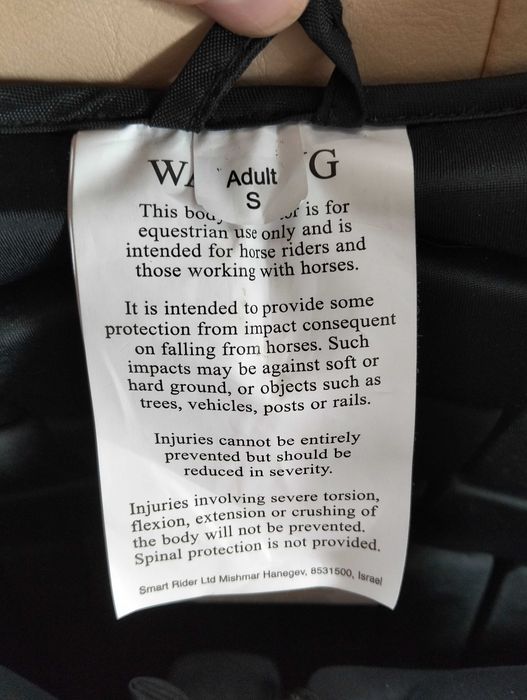 WA G
Adult
S
This is for
equestrian use only and is
intended for horse riders and
those working with horses.
It is intended to provide some
protection from impact consequent
on falling from horses. Such
impacts may be against soft or
hard ground, or objects such as
trees, vehicles, posts or rails.
Injuries cannot be entirely
prevented but should be
reduced in severity.
Injuries involving severe torsion,
flexion, extension or crushing of
the body will not be prevented.
Spinal protection is not provided.
Smart Rider Ltd Mishmar Hanegev, 8531500, Israel